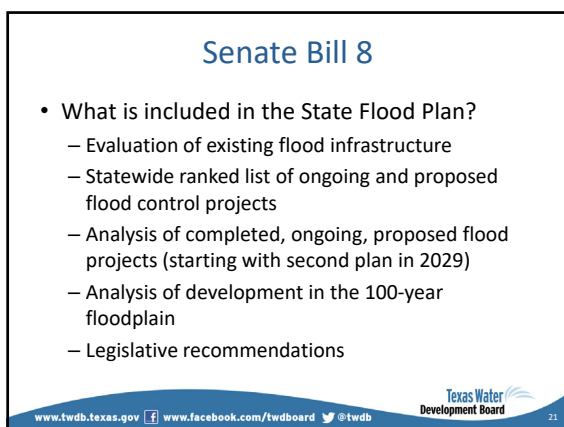 Senate Bill 8
• What is included in the State Flood Plan?
– Evaluation of existing flood infrastructure
– Statewide ranked list of ongoing and proposed
flood control projects
– Analysis of completed, ongoing, proposed flood
projects (starting with second plan in 2029)
– Analysis of development in the 100-year
floodplain
– Legislative recommendations
www.twdb.texas.gov f www.facebook.com/twdboard @twdb
Texas Water
Development Board
21